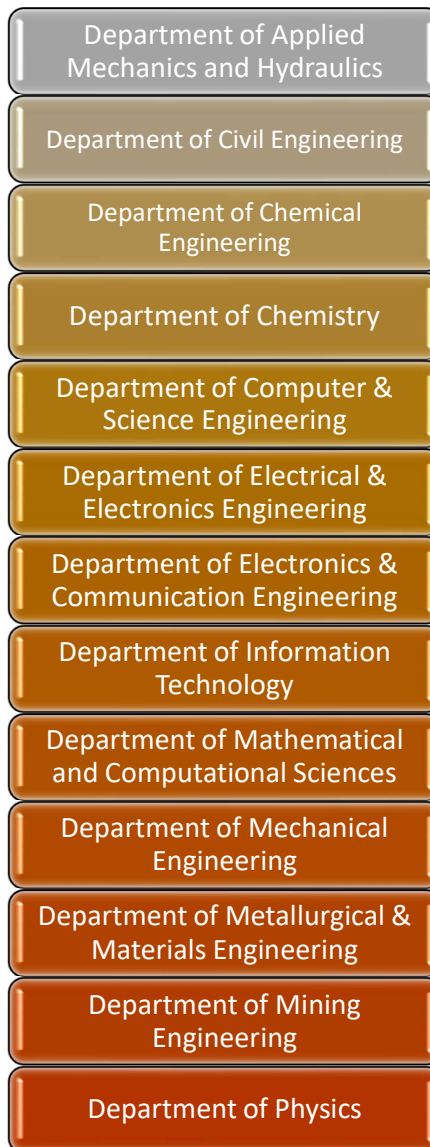 Department of Applied
Mechanics and Hydraulics
Department of Civil Engineering
Department of Chemical
Engineering
Department of Chemistry
Department of Computer &
Science Engineering
Department of Electrical &
Electronics Engineering
Department of Electronics &
Communication Engineering
Department of Information
Technology
Department of Mathematical
and Computational Sciences
Department of Mechanical
Engineering
Department of Metallurgical &
Materials Engineering
Department of Mining
Engineering
Department of Physics